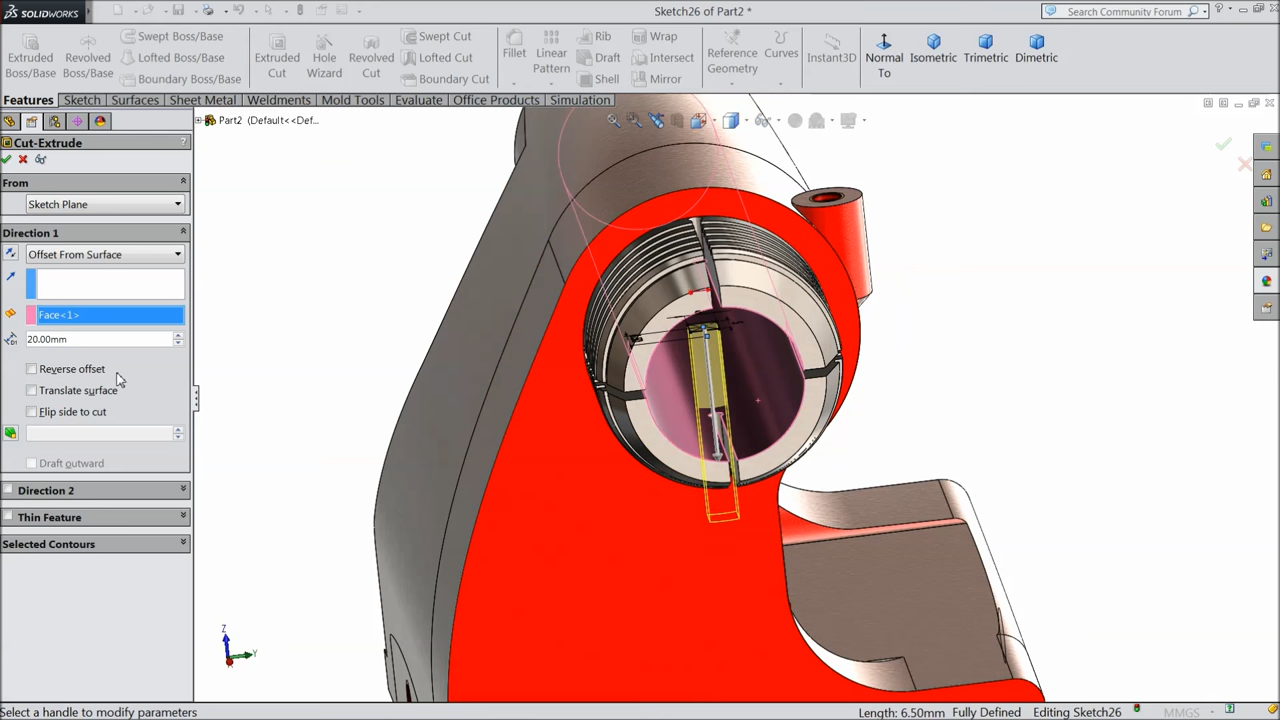 SOLIDWORKS
Sketch26 of Part2 *
Search Community Forum
Extruded Boss/Base
Revolved Boss/Base
Swept Boss/Base
Lofted Boss/Base
Boundary Boss/Base
Extruded Cut
Hole Wizard
Revolved Cut
Swept Cut
Lofted Cut
Boundary Cut
Fillet
Linear Pattern
Rib
Draft
Shell
Wrap
Intersect
Mirror
Reference Geometry
Curves
Instant3D
Normal To
Isometric
Trimetric
Dimetric
Features Sketch Surfaces Sheet Metal Weldments Mold Tools Evaluate Office Products Simulation
Part2 (Default<<Def...
Cut-Extrude
?
From
Sketch Plane
Direction 1
Offset From Surface
Face<1>
20.00mm
Reverse offset
Translate surface
Flip side to cut
Draft outward
Direction 2
Thin Feature
Selected Contours
Z
Y
Select a handle to modify parameters
Length: 6.50mm Fully Defined Editing Sketch26 MMGS